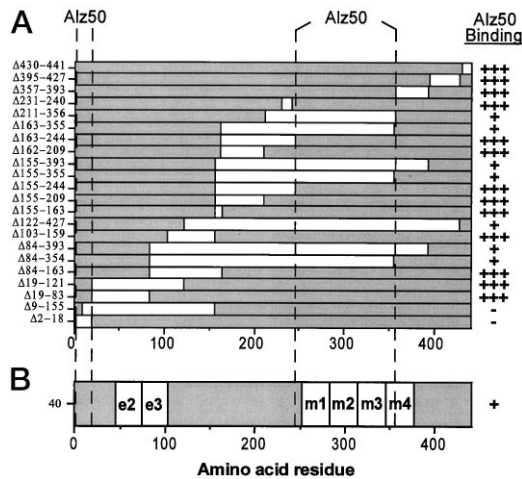 A
Alz50 Alz50 Alz50
Binding
Δ430-441 +++
Δ395-427 +++
Δ357-393 +++
Δ231-240 +++
Δ211-356 +
Δ163-355 +
Δ163-244 +++
Δ162-209 +++
Δ155-393 +
Δ155-355 +
Δ155-244 +++
Δ155-209 +++
Δ155-163 +++
Δ122-427 +
Δ103-159 +++
Δ84-393 +
Δ84-354 +
Δ84-163 +++
Δ19-121 +++
Δ19-83 +++
Δ9-155 -
Δ2-18 -
0 100 200 300 400
B
40 e2 e3 m1 m2 m3 m4 +
0 100 200 300 400
Amino acid residue